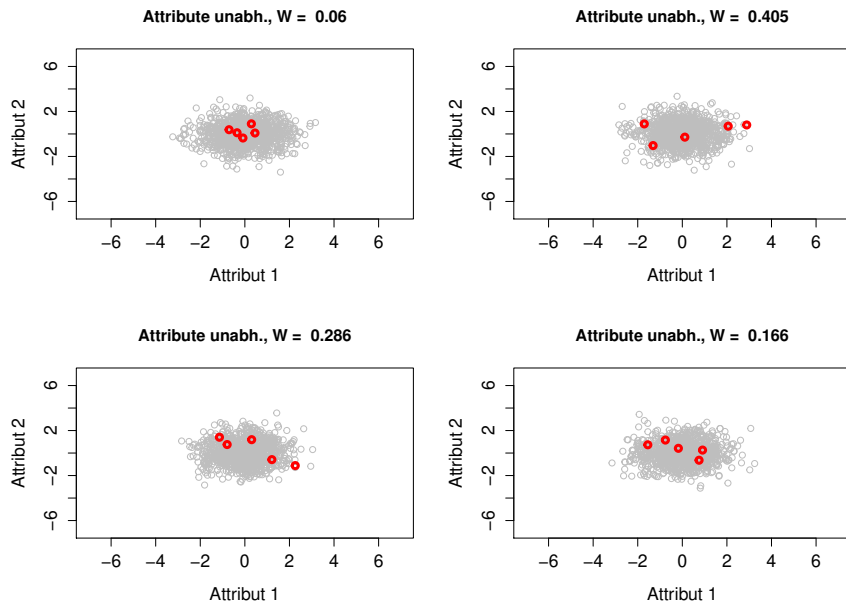 Attribute unabh., W = 0.06
Attribut 2
6
2
−2
−6
−6 −4 −2 0 2 4 6
Attribut 1
Attribute unabh., W = 0.405
Attribut 2
6
2
−2
−6
−6 −4 −2 0 2 4 6
Attribut 1
Attribute unabh., W = 0.286
Attribut 2
6
2
−2
−6
−6 −4 −2 0 2 4 6
Attribut 1
Attribute unabh., W = 0.166
Attribut 2
6
2
−2
−6
−6 −4 −2 0 2 4 6
Attribut 1